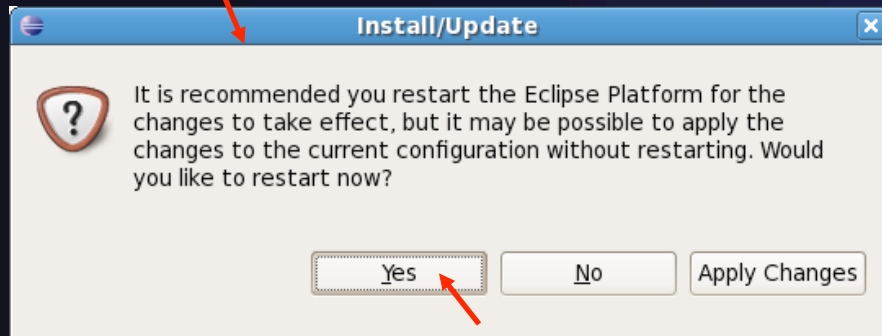 Install/Update
It is recommended you restart the Eclipse Platform for the
changes to take effect, but it may be possible to apply the
changes to the current configuration without restarting. Would
you like to restart now?
Yes
No
Apply Changes